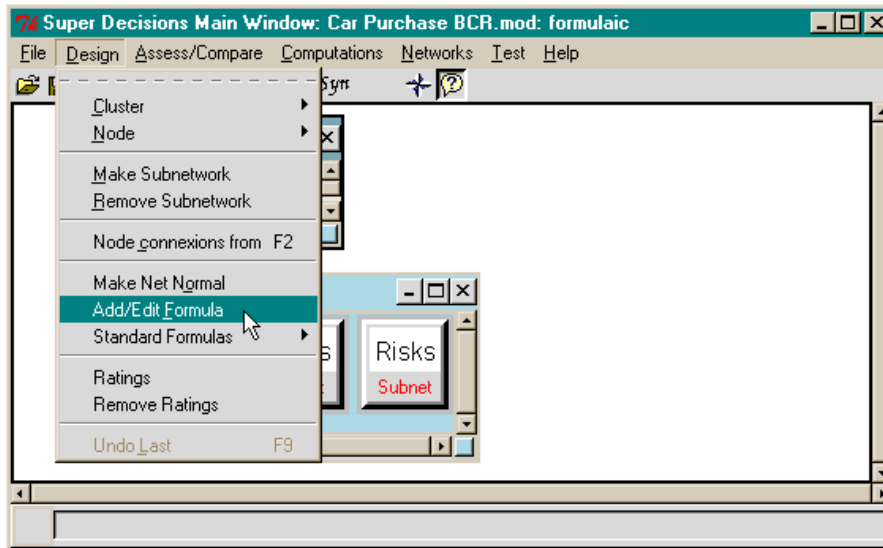 Super Decisions Main Window: Car Purchase BCR.mod: formulaic
File Design Assess/Compare Computations Networks Test Help
Syn
Cluster
Node
Make Subnetwork
Remove Subnetwork
Node connexions from F2
Make Net Normal
Add/Edit Formula
Standard Formulas
Ratings
Remove Ratings
Undo Last F9
s Risks
Subnet